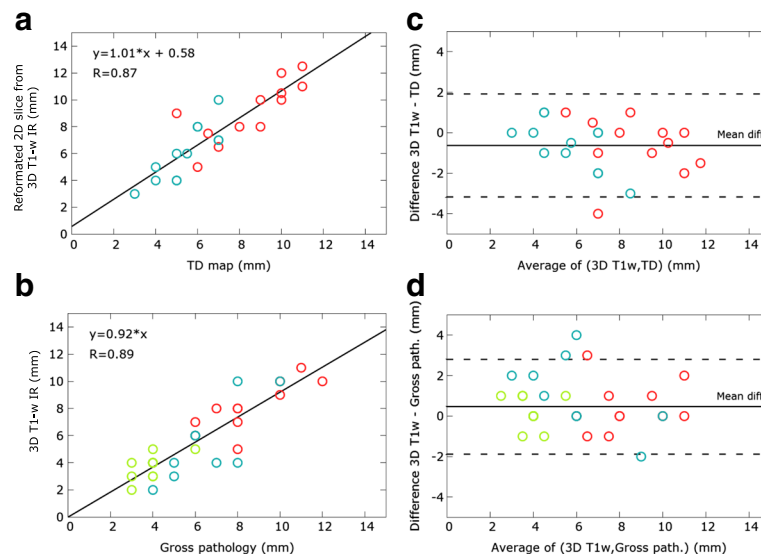 a
Reformated 2D slice from
3D T1-w IR (mm)
14
12
10
8
6
4
2
0
y=1.01*x + 0.58
R=0.87
0 2 4 6 8 10 12 14
TD map (mm)
c
Difference 3D T1w - TD (mm)
4
2
0
-2
-4
Mean diff
0 2 4 6 8 10 12 14
Average of (3D T1w,TD) (mm)
b
3D T1-w IR (mm)
14
12
10
8
6
4
2
0
y=0.92*x
R=0.89
0 2 4 6 8 10 12 14
Gross pathology (mm)
d
Difference 3D T1w - Gross path. (mm)
4
2
0
-2
-4
Mean diff
0 2 4 6 8 10 12 14
Average of (3D T1w,Gross path.) (mm)